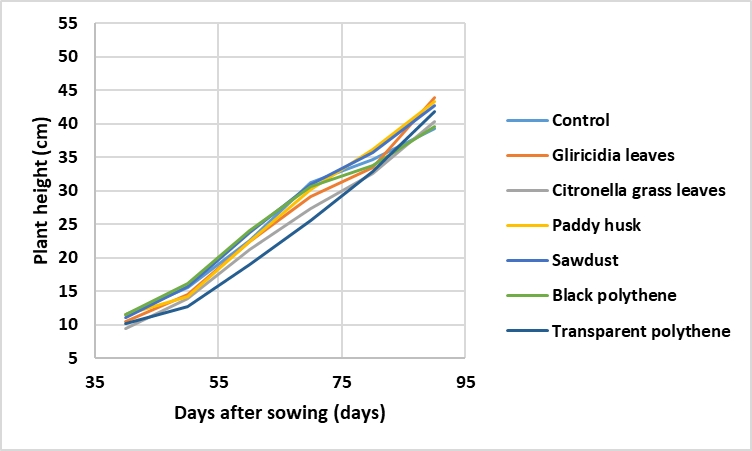 55
50
45
40
35
30
25
20
15
10
5
Plant height (cm)
35
55
75
95
Days after sowing (days)
Control
Gliricidia leaves
Citronella grass leaves
Paddy husk
Sawdust
Black polythene
Transparent polythene